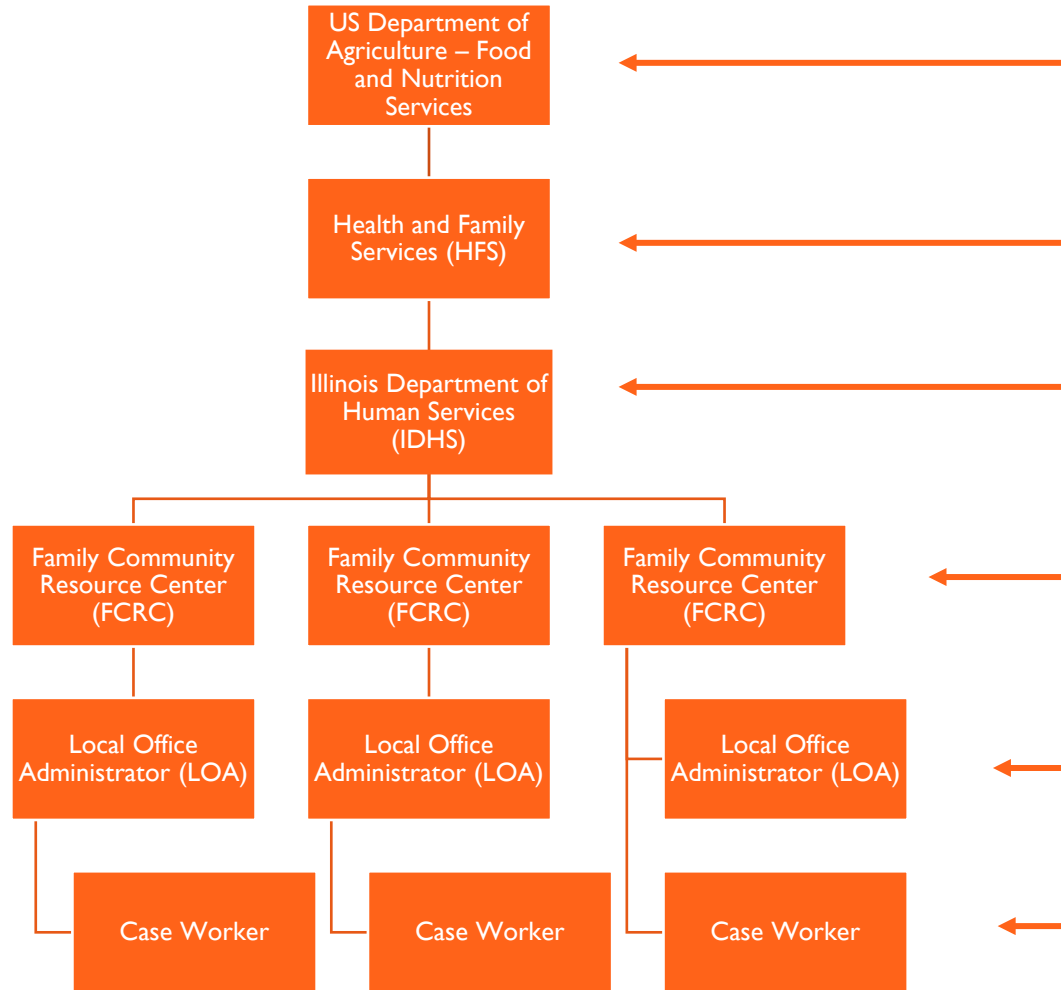 US Department of
Agriculture – Food
and Nutrition
Services
Health and Family
Services (HFS)
Illinois Department of
Human Services
(IDHS)
Family Community
Resource Center
(FCRC)
Family Community
Resource Center
(FCRC)
Family Community
Resource Center
(FCRC)
Local Office
Administrator (LOA)
Local Office
Administrator (LOA)
Local Office
Administrator (LOA)
Case Worker
Case Worker
Case Worker